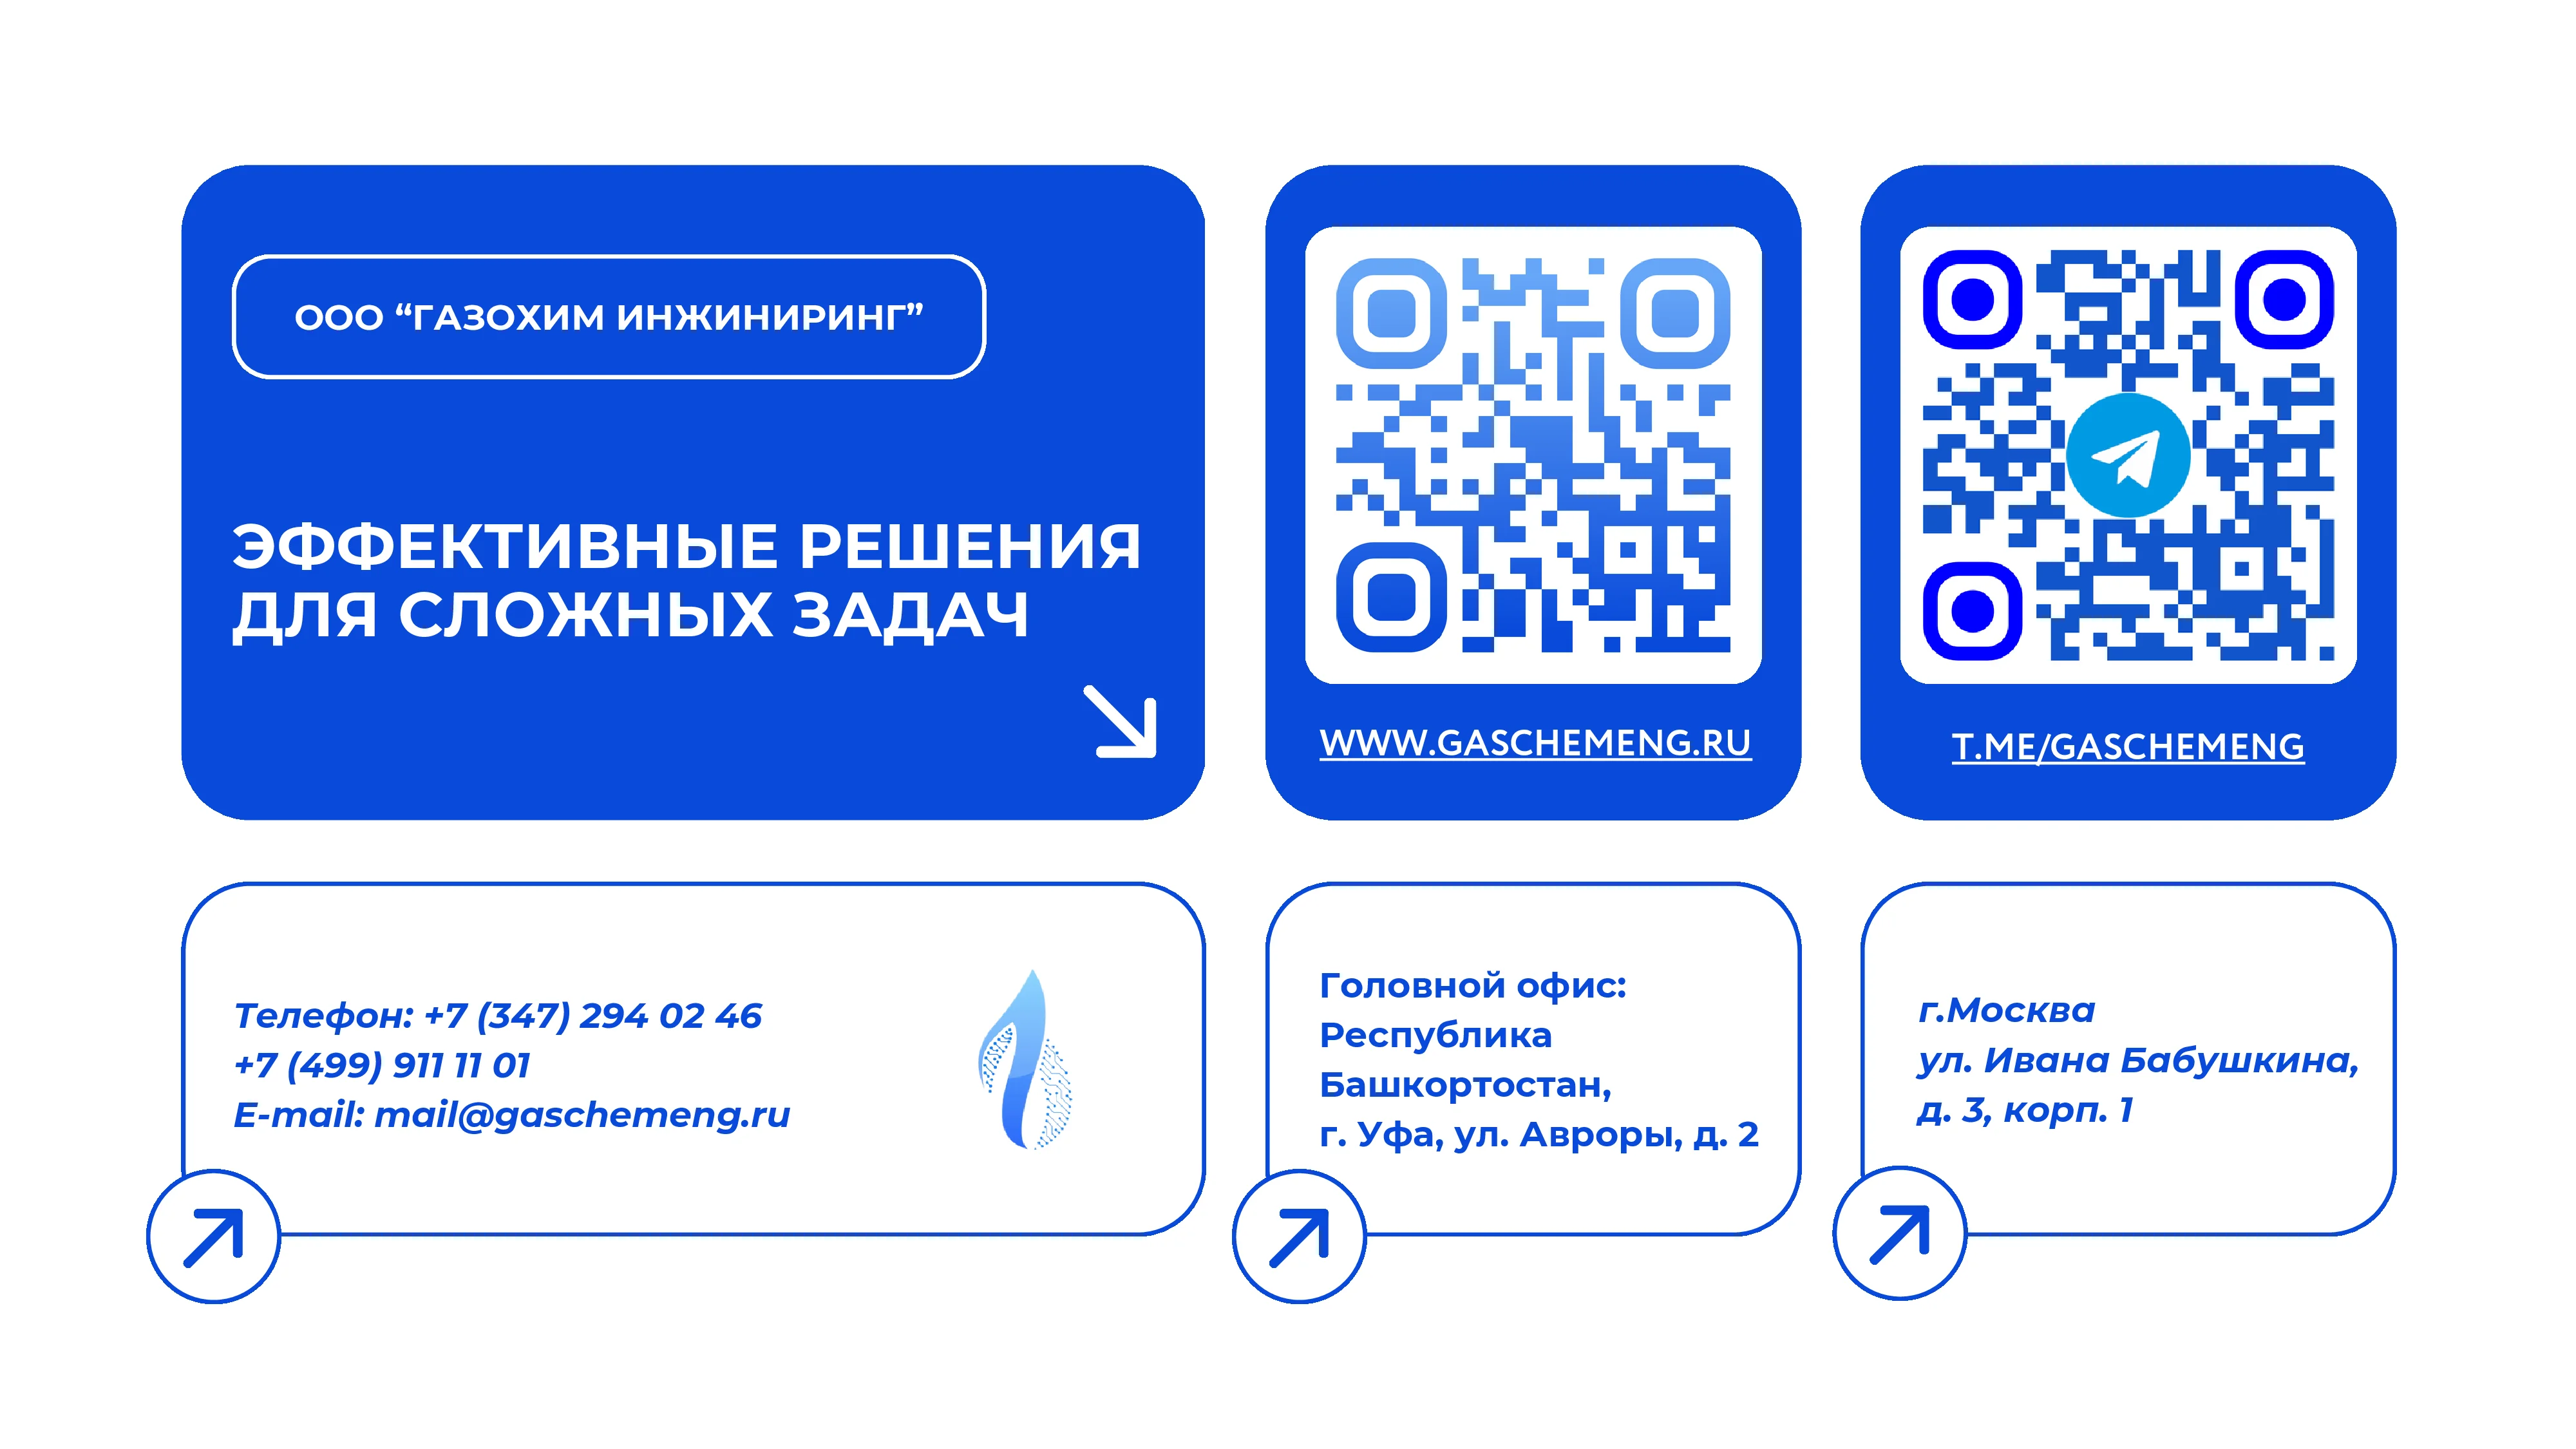 ООО “ГАЗОХИМ ИНЖИНИРИНГ”
ЭФФЕКТИВНЫЕ РЕШЕНИЯ
ДЛЯ СЛОЖНЫХ ЗАДАЧ
WWW.GASCHEMENG.RU
T.ME/GASCHEMENG
Телефон: +7 (347) 294 02 46
+7 (499) 911 11 01
E-mail: mail@gaschemeng.ru
Головной офис:
Республика
Башкортостан,
г. Уфа, ул. Авроры, д. 2
г.Москва
ул. Ивана Бабушкина,
д. 3, корп. 1